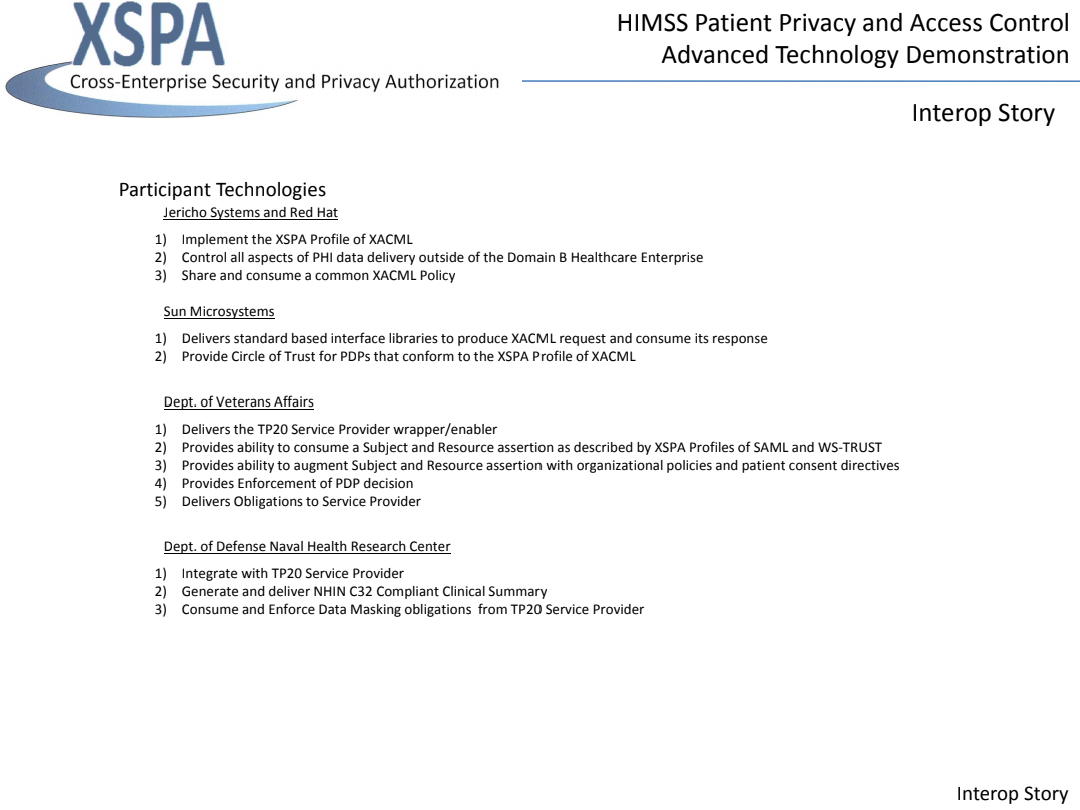 XSPA
Cross-Enterprise Security and Privacy Authorization
HIMSS Patient Privacy and Access Control
Advanced Technology Demonstration
Interop Story
Participant Technologies
Jericho Systems and Red Hat
1) Implement the XSPA Profile of XACML
2) Control all aspects of PHI data delivery outside of the Domain B Healthcare Enterprise
3) Share and consume a common XACML Policy
Sun Microsystems
1) Delivers standard based interface libraries to produce XACML request and consume its response
2) Provide Circle of Trust for PDPs that conform to the XSPA Profile of XACML
Dept. of Veterans Affairs
1) Delivers the TP20 Service Provider wrapper/enabler
2) Provides ability to consume a Subject and Resource assertion as described by XSPA Profiles of SAML and WS-TRUST
3) Provides ability to augment Subject and Resource assertion with organizational policies and patient consent directives
4) Provides Enforcement of PDP decision
5) Delivers Obligations to Service Provider
Dept. of Defense Naval Health Research Center
1) Integrate with TP20 Service Provider
2) Generate and deliver NHIN C32 Compliant Clinical Summary
3) Consume and Enforce Data Masking obligations from TP20 Service Provider
Interop Story